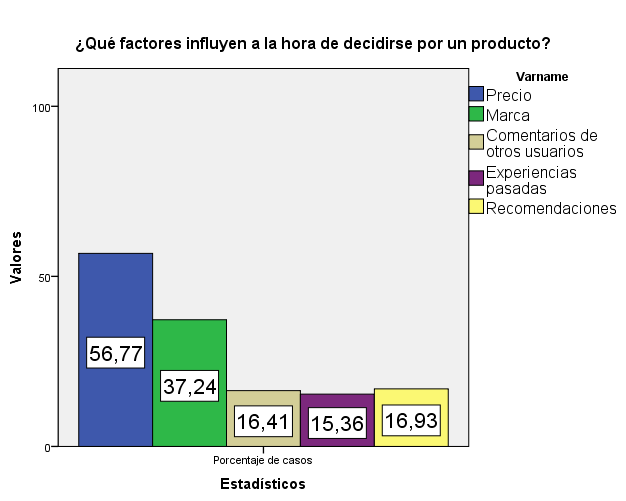 ¿Qué factores influyen a la hora de decidirse por un producto?
Varname
Precio
Marca
Comentarios de
otros usuarios
Experiencias
pasadas
Recomendaciones
Valores
100
50
0
56,77
37,24
16,41
15,36
16,93
Porcentaje de casos
Estadísticos